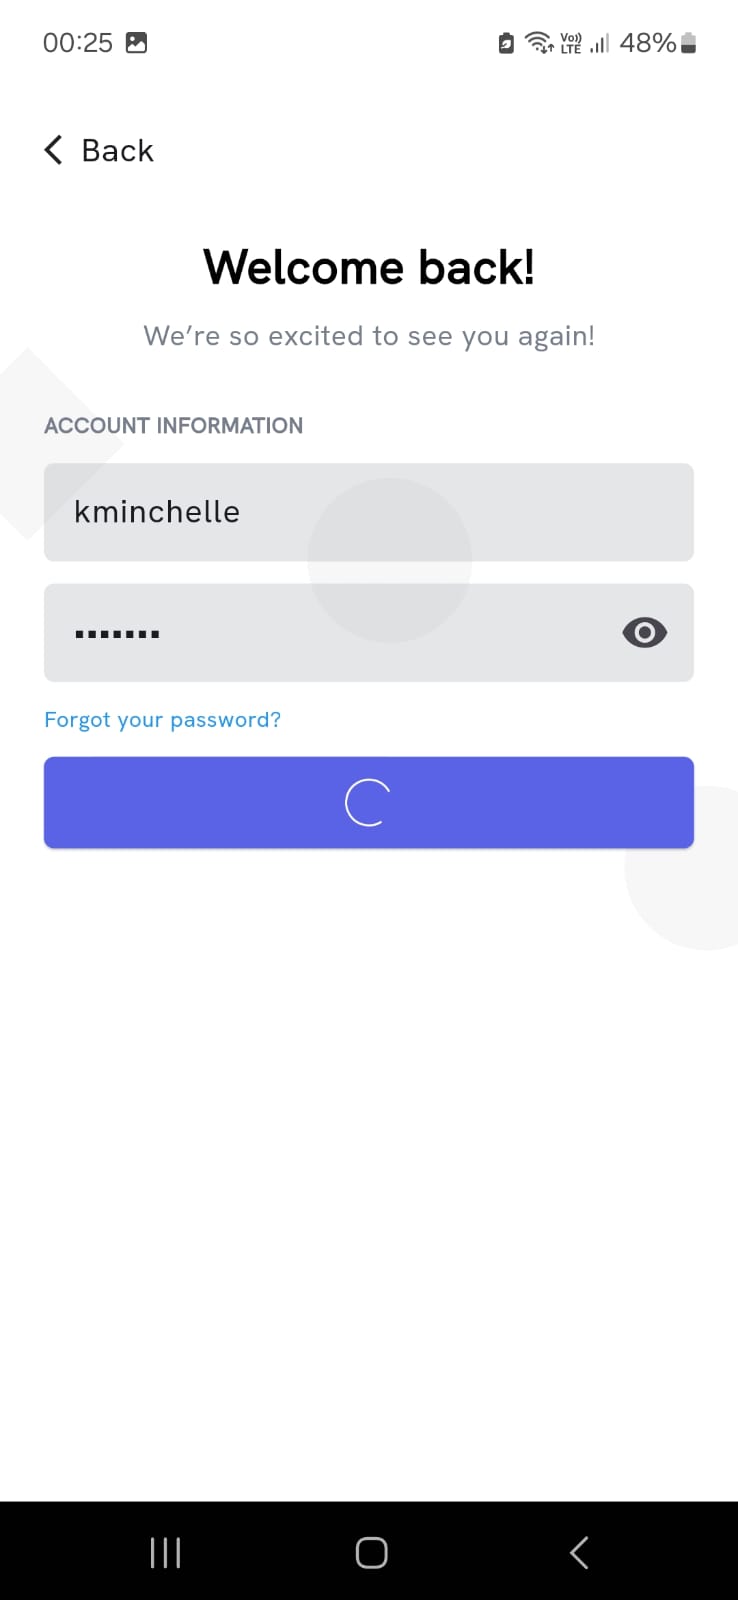 00:25 Vo)) LTE 48%
Back
Welcome back!
We’re so excited to see you again!
ACCOUNT INFORMATION
kminchelle
•••••••
Forgot your password?